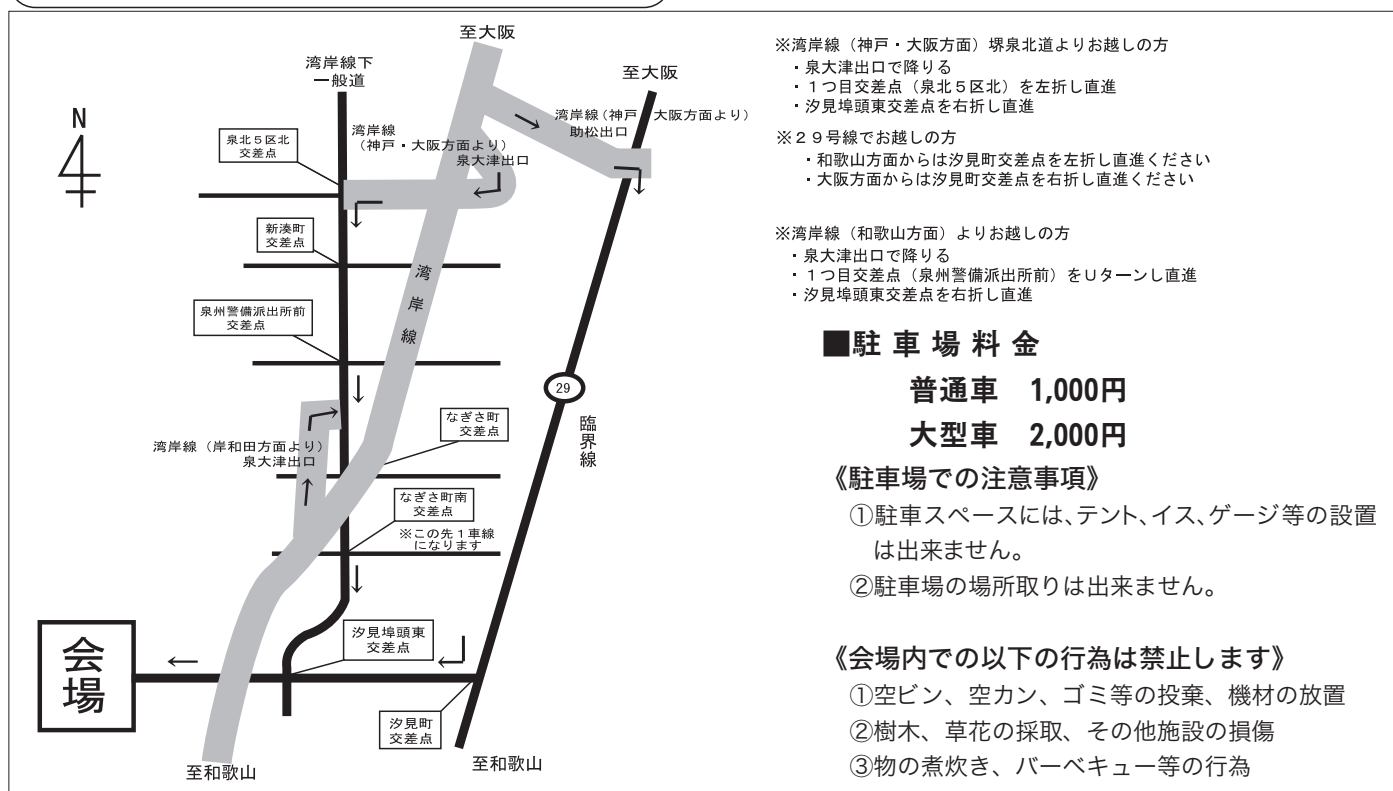 至大阪
湾岸線下
一般道
至大阪
N
湾岸線
(神戸・大阪方面より)
泉大津出口
湾岸線(神戸・大阪方面より)
助松出口
泉北5区北
交差点
新湊町
交差点
湾岸線
泉州警備派出所前
交差点
29
臨界線
なぎさ町
交差点
湾岸線(岸和田方面より)
泉大津出口
なぎさ町南
交差点
※この先1車線
になります
会場
汐見埠頭東
交差点
汐見町
交差点
至和歌山
至和歌山
※湾岸線(神戸・大阪方面)堺泉北道よりお越しの方
・泉大津出口で降りる
・1つ目交差点(泉北5区北)を左折し直進
・汐見埠頭東交差点を右折し直進
※29号線でお越しの方
・和歌山方面からは汐見町交差点を左折し直進ください
・大阪方面からは汐見町交差点を右折し直進ください
※湾岸線(和歌山方面)よりお越しの方
・泉大津出口で降りる
・1つ目交差点(泉州警備派出所前)をUターンし直進
・汐見埠頭東交差点を右折し直進
■駐車場料金
普通車 1,000円
大型車 2,000円
《駐車場での注意事項》
①駐車スペースには、テント、イス、ゲージ等の設置
は出来ません。
②駐車場の場所取りは出来ません。
《会場内での以下の行為は禁止します》
①空ビン、空カン、ゴミ等の投棄、機材の放置
②樹木、草花の採取、その他施設の損傷
③物の煮炊き、バーベキュー等の行為